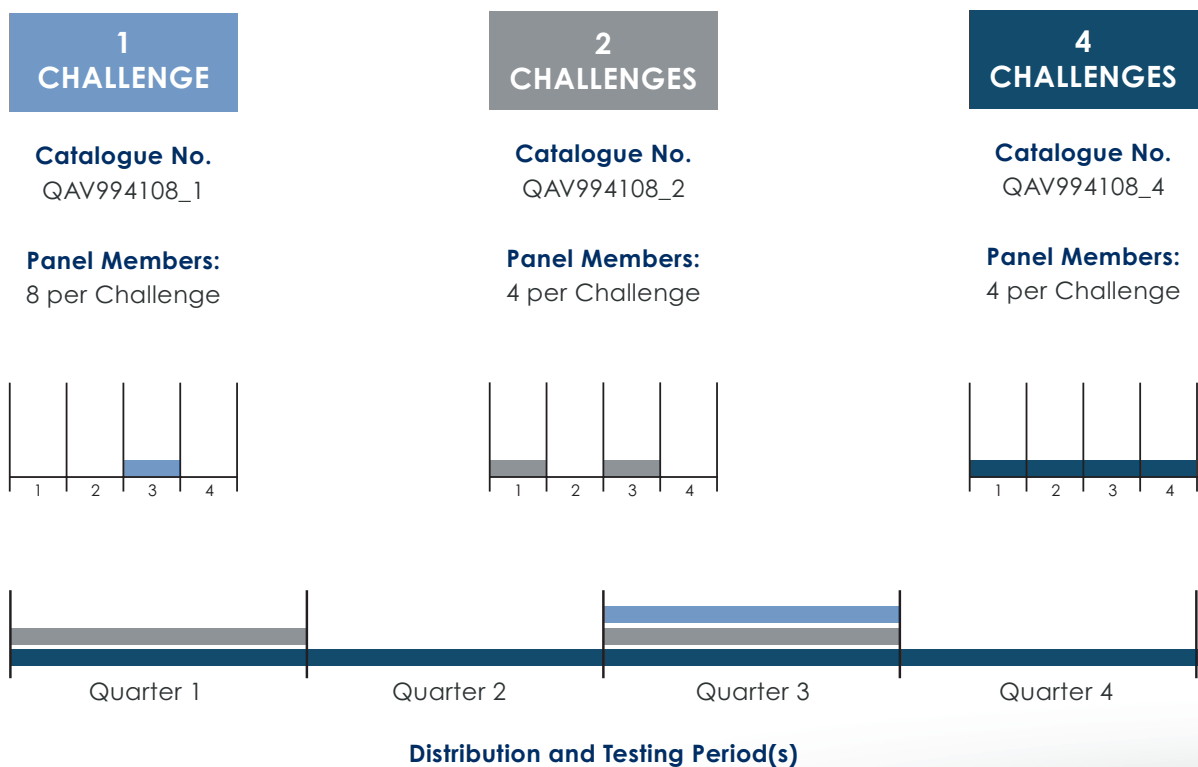 1
CHALLENGE
Catalogue No.
QAV994108_1
Panel Members:
8 per Challenge
1 2 3 4
2
CHALLENGES
Catalogue No.
QAV994108_2
Panel Members:
4 per Challenge
1 2 3 4
4
CHALLENGES
Catalogue No.
QAV994108_4
Panel Members:
4 per Challenge
1 2 3 4
Quarter 1 Quarter 2 Quarter 3 Quarter 4
Distribution and Testing Period(s)